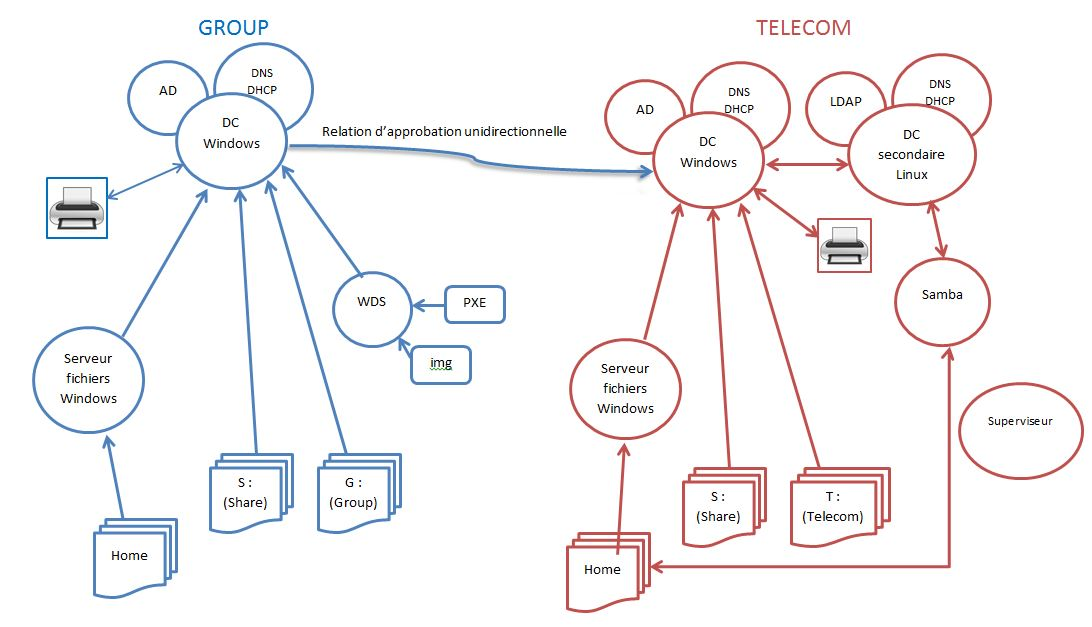 GROUP
TELECOM
AD
DNS
DHCP
DC
Windows
Relation d'approbation unidirectionnelle
AD
DNS
DHCP
DC
Windows
LDAP
DNS
DHCP
DC
secondaire
Linux
WDS
PXE
img
Samba
Serveur
fichiers
Windows
Serveur
fichiers
Windows
Superviseur
S :
(Share)
G :
(Group)
S :
(Share)
T :
(Telecom)
Home
Home